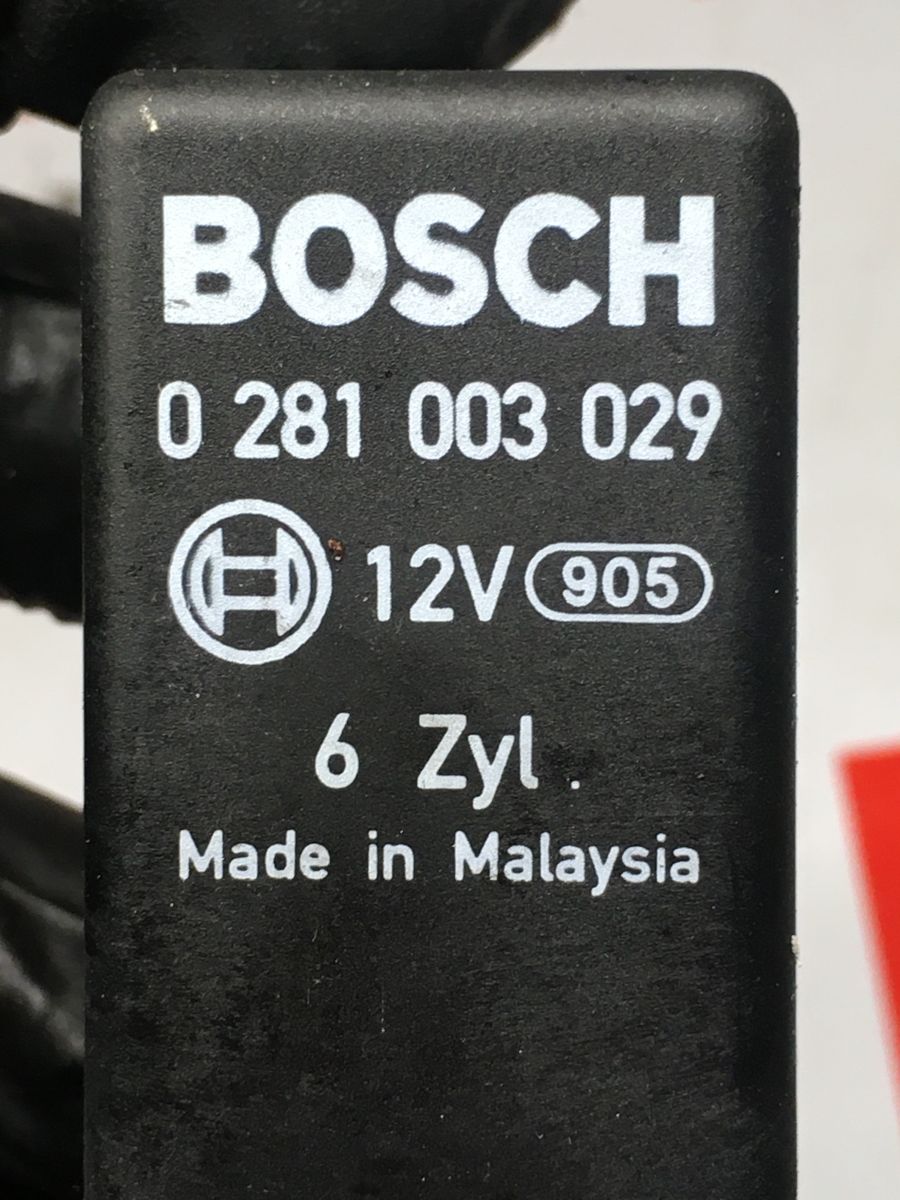 BOSCH
0 281 003 029
12V 905
6 Zyl.
Made in Malaysia